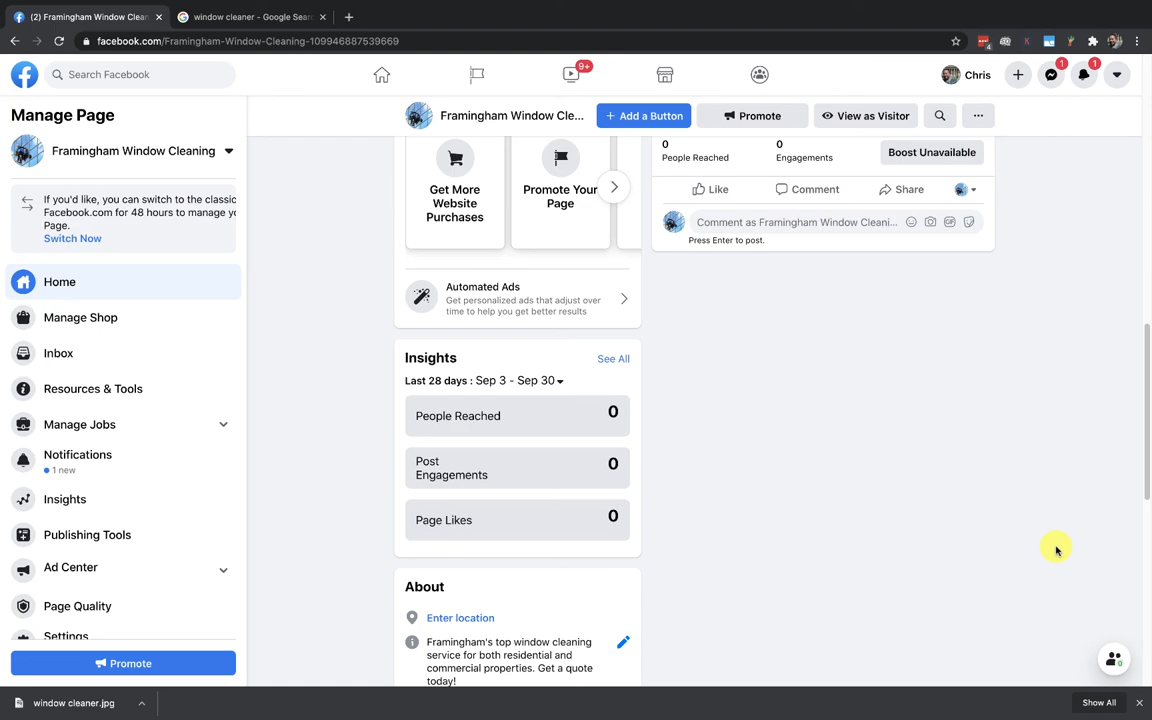 (2) Framingham Window Clean
window cleaner - Google Sear
facebook.com/Framingham-Window-Cleaning-109946887539669
4
Search Facebook
9+
Chris
1
1
Manage Page
Framingham Window Cleaning
If you'd like, you can switch to the classic
Facebook.com for 48 hours to manage yo
Page.
Switch Now
Home
Manage Shop
Inbox
Resources & Tools
Manage Jobs
Notifications
1 new
Insights
Publishing Tools
Ad Center
Page Quality
Settings
Promote
Framingham Window Cle...
+ Add a Button
Promote
View as Visitor
...
Get More
Website
Purchases
Promote Your
Page
Automated Ads
Get personalized ads that adjust over
time to help you get better results
Insights
See All
Last 28 days : Sep 3 - Sep 30
People Reached
0
Post
Engagements
0
Page Likes
0
About
Enter location
Framingham's top window cleaning
service for both residential and
commercial properties. Get a quote
today!
0
People Reached
0
Engagements
Boost Unavailable
Like
Comment
Share
Comment as Framingham Window Cleani...
GIF
Press Enter to post.
window cleaner.jpg
Show All